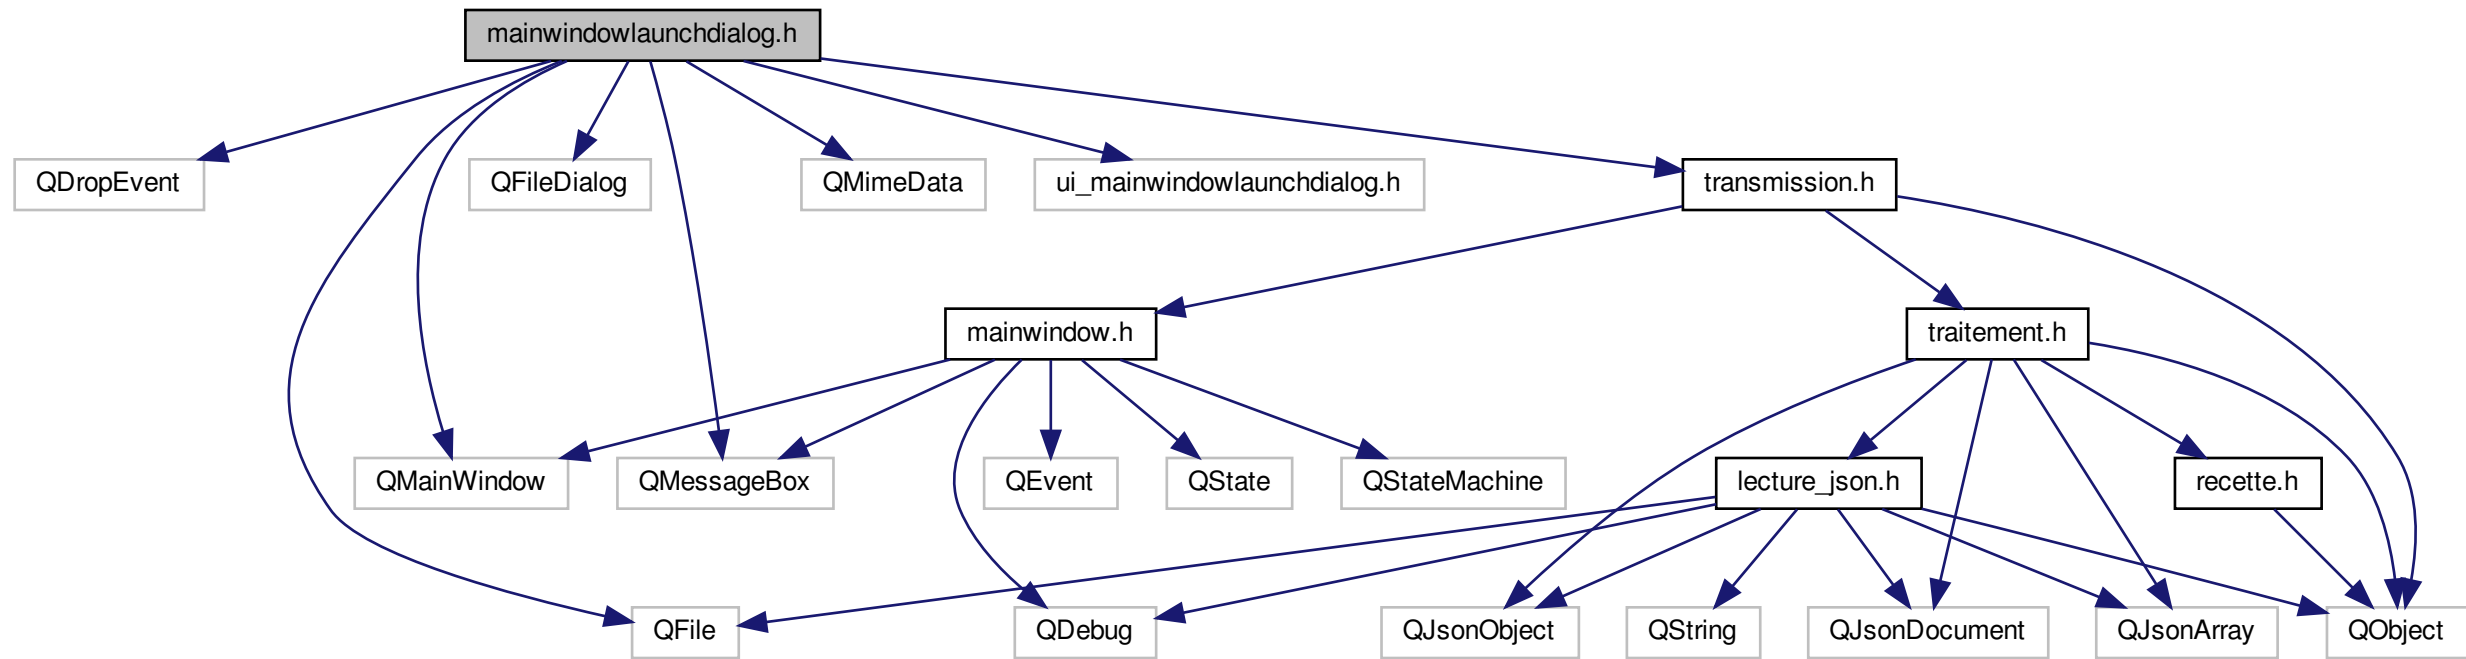 mainwindowlaunchdialog.h
QDropEvent
QFileDialog
QMimeData
ui_mainwindowlaunchdialog.h
transmission.h
mainwindow.h
traitement.h
QMainWindow
QMessageBox
QEvent
QState
QStateMachine
lecture_json.h
recette.h
QFile
QDebug
QJsonObject
QString
QJsonDocument
QJsonArray
QObject